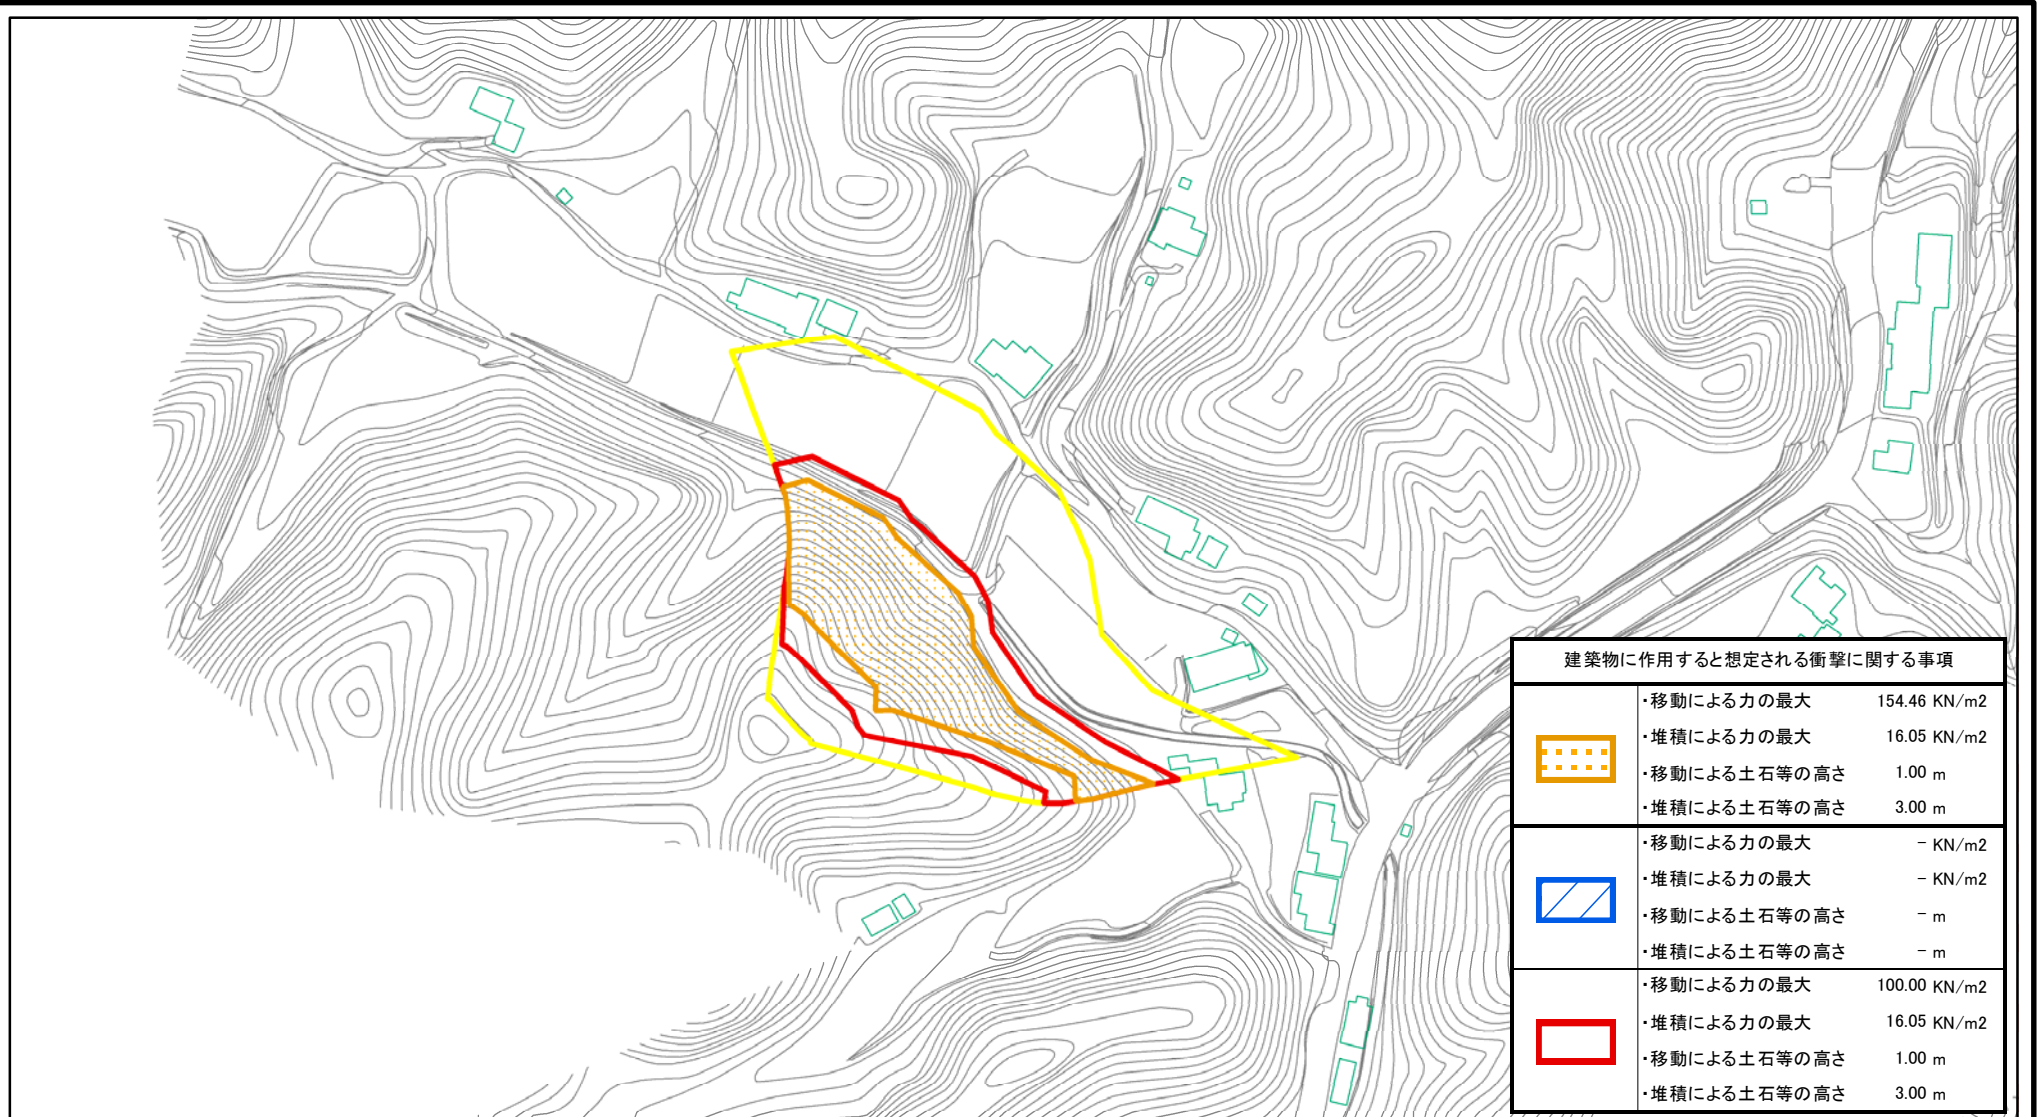 建築物に作用すると想定される衝撃に関する事項
・移動による力の最大 154.46 KN/m2
・堆積による力の最大 16.05 KN/m2
・移動による土石等の高さ 1.00 m
・堆積による土石等の高さ 3.00 m
・移動による力の最大 - KN/m2
・堆積による力の最大 - KN/m2
・移動による土石等の高さ - m
・堆積による土石等の高さ - m
・移動による力の最大 100.00 KN/m2
・堆積による力の最大 16.05 KN/m2
・移動による土石等の高さ 1.00 m
・堆積による土石等の高さ 3.00 m